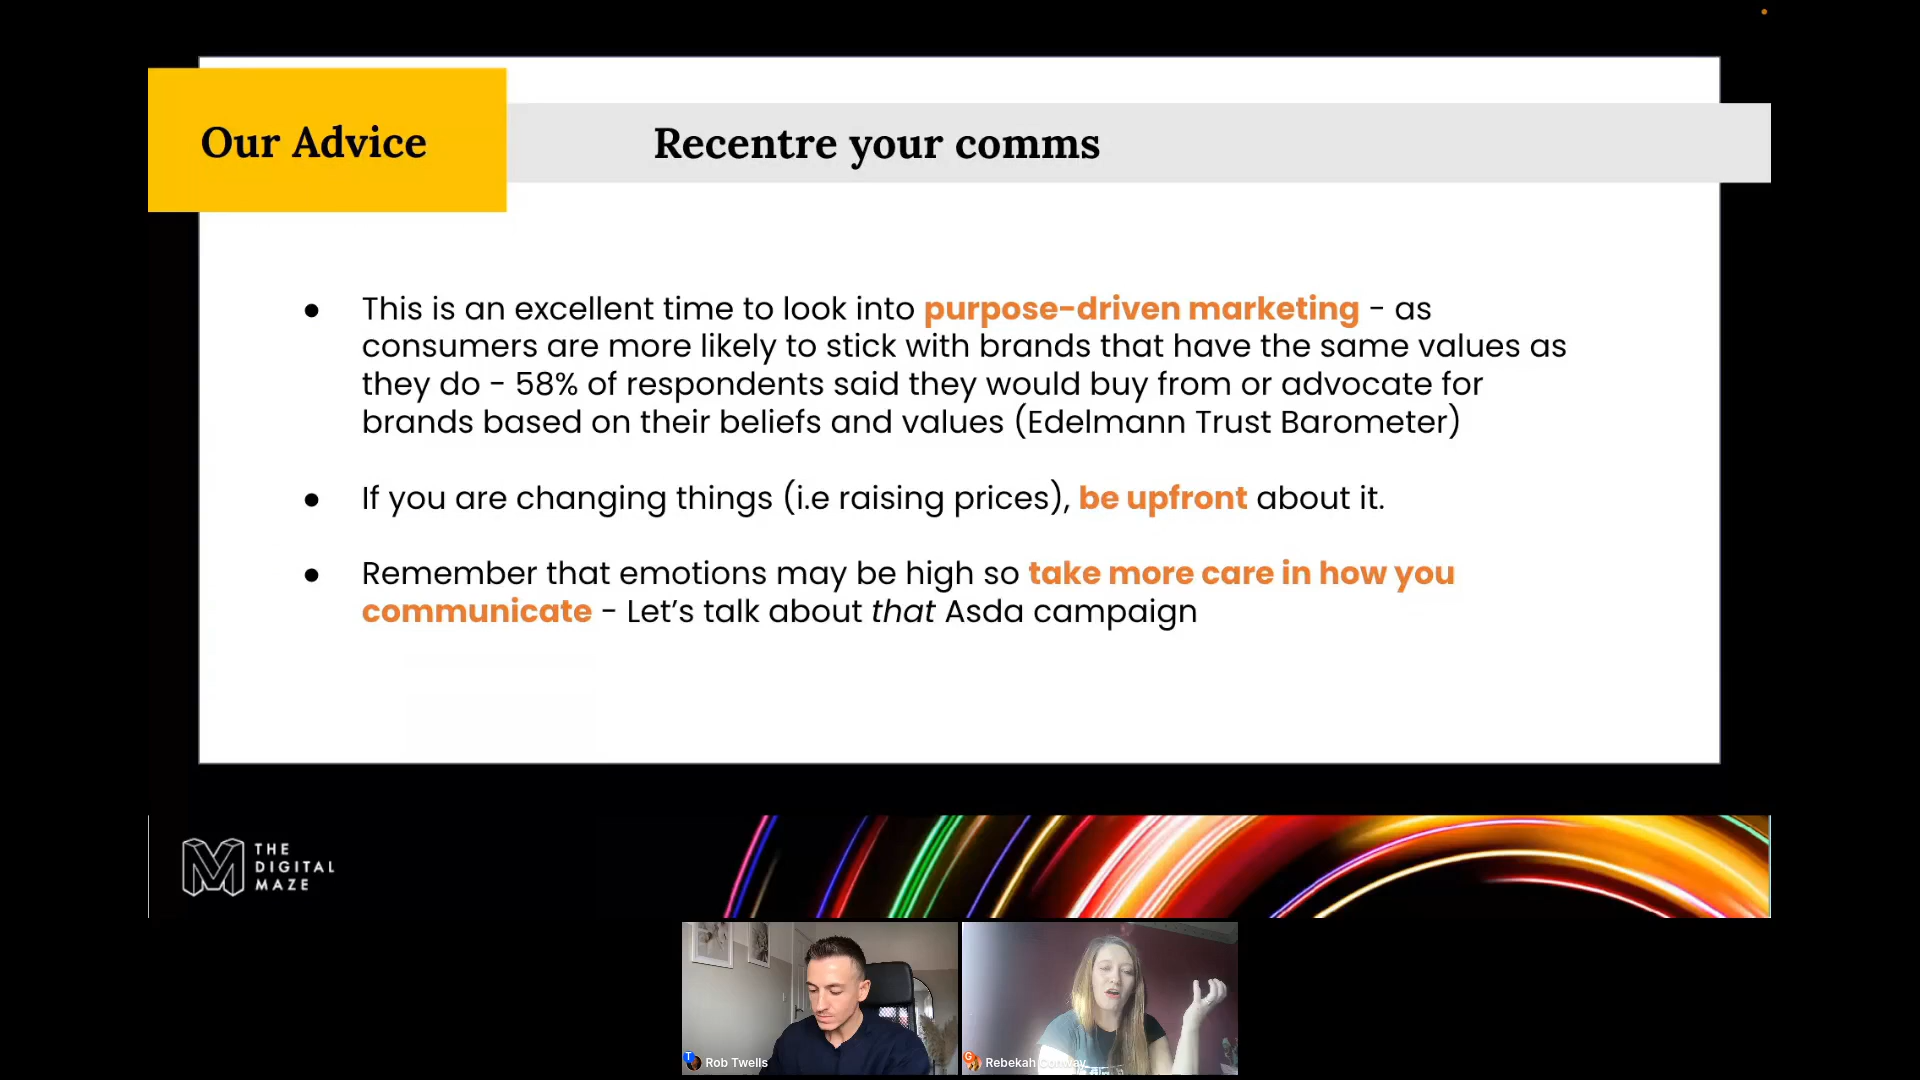 Our Advice
Recentre your comms
● This is an excellent time to look into purpose-driven marketing - as
consumers are more likely to stick with brands that have the same values as
they do - 58% of respondents said they would buy from or advocate for
brands based on their beliefs and values (Edelmann Trust Barometer)
● If you are changing things (i.e raising prices), be upfront about it.
● Remember that emotions may be high so take more care in how you
communicate - Let’s talk about that Asda campaign
THE
DIGITAL
MAZE
Rob Twells
Rebekah Conway